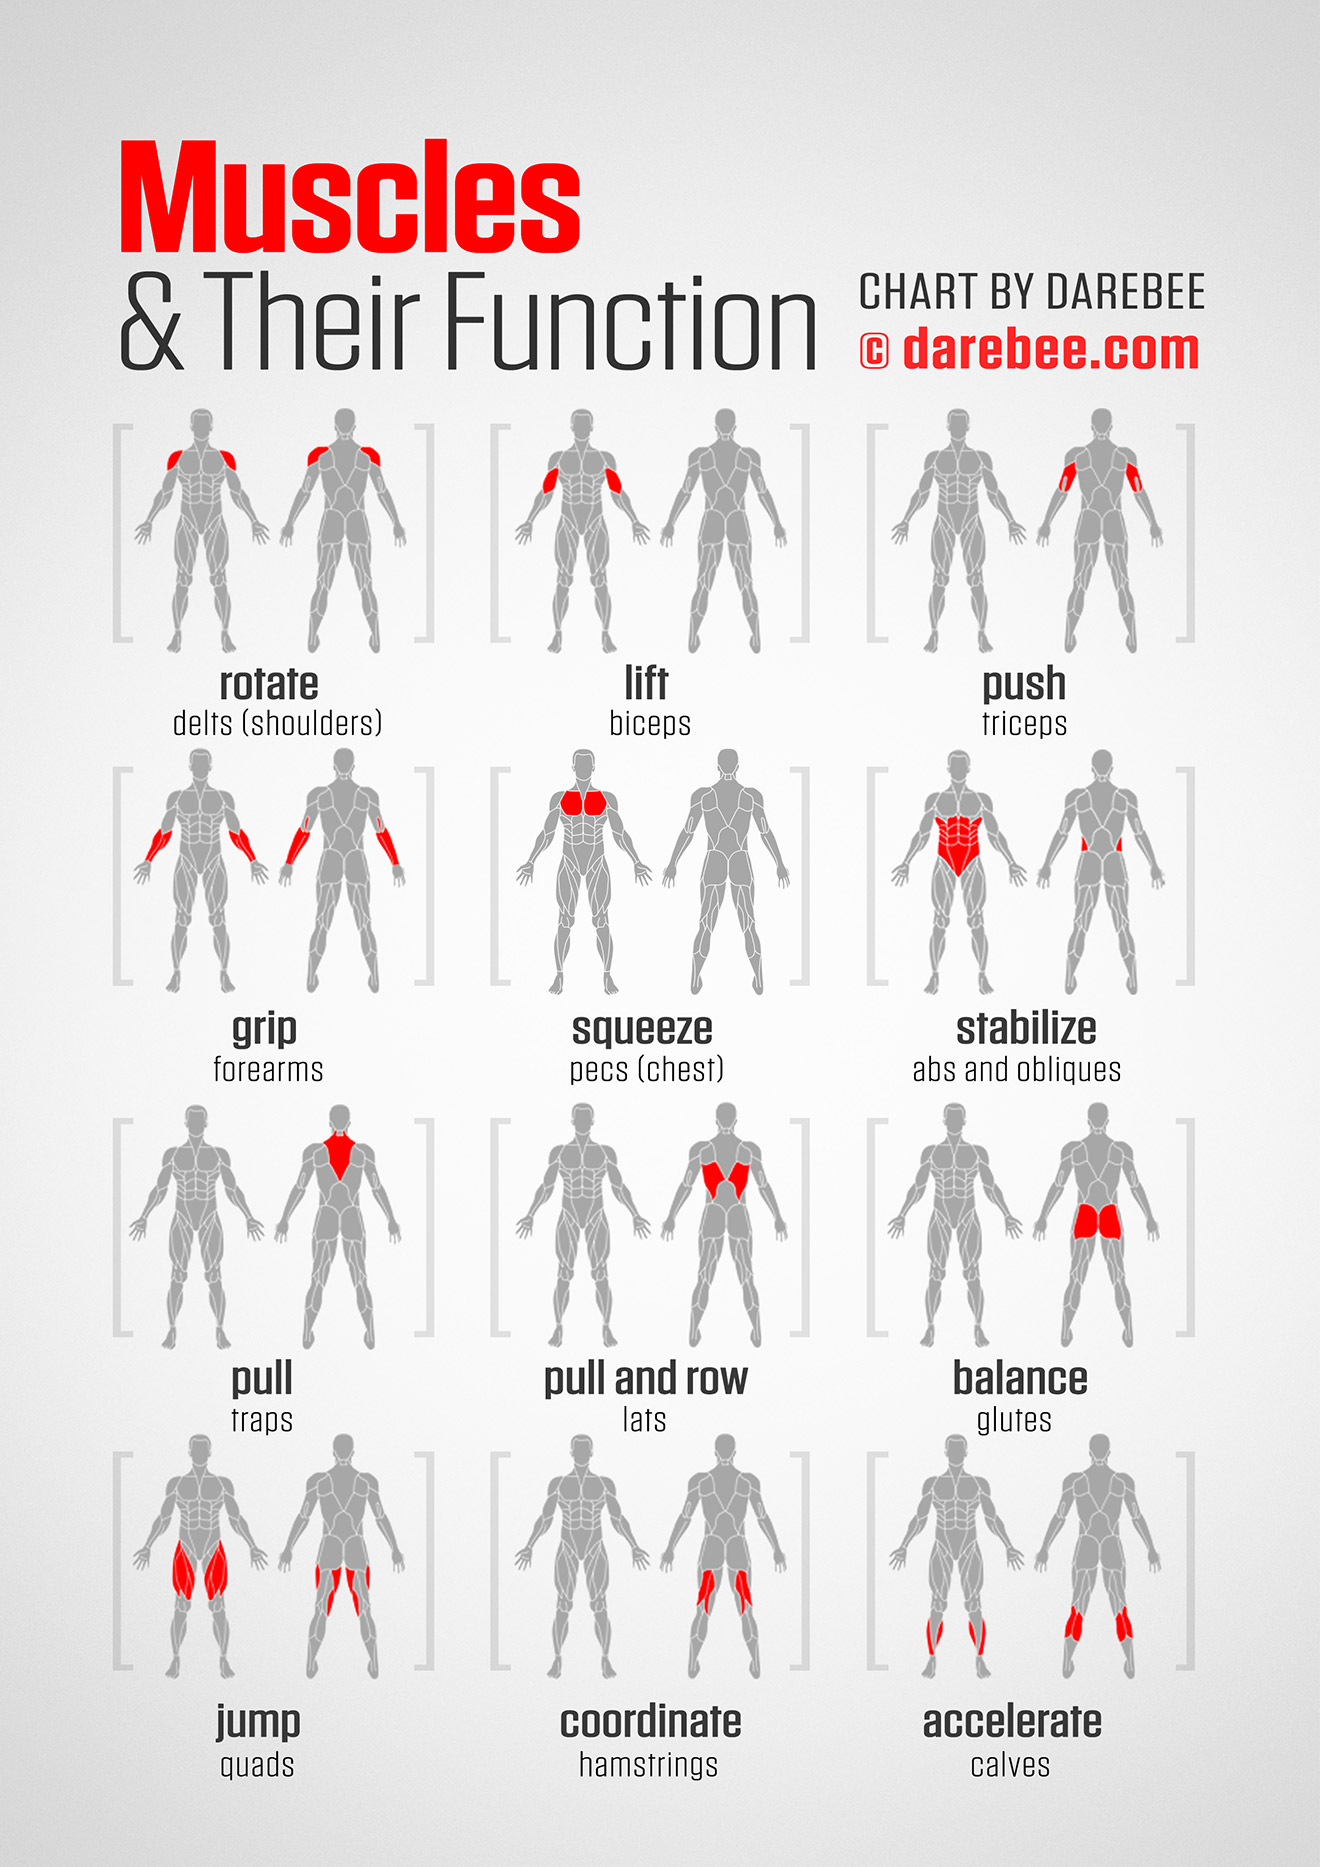 Muscles
& Their Function
CHART BY DAREBEE
© darebee.com
rotate
delts (shoulders)
lift
biceps
push
triceps
grip
forearms
squeeze
pecs (chest)
stabilize
abs and obliques
pull
traps
pull and row
lats
balance
glutes
jump
quads
coordinate
hamstrings
accelerate
calves